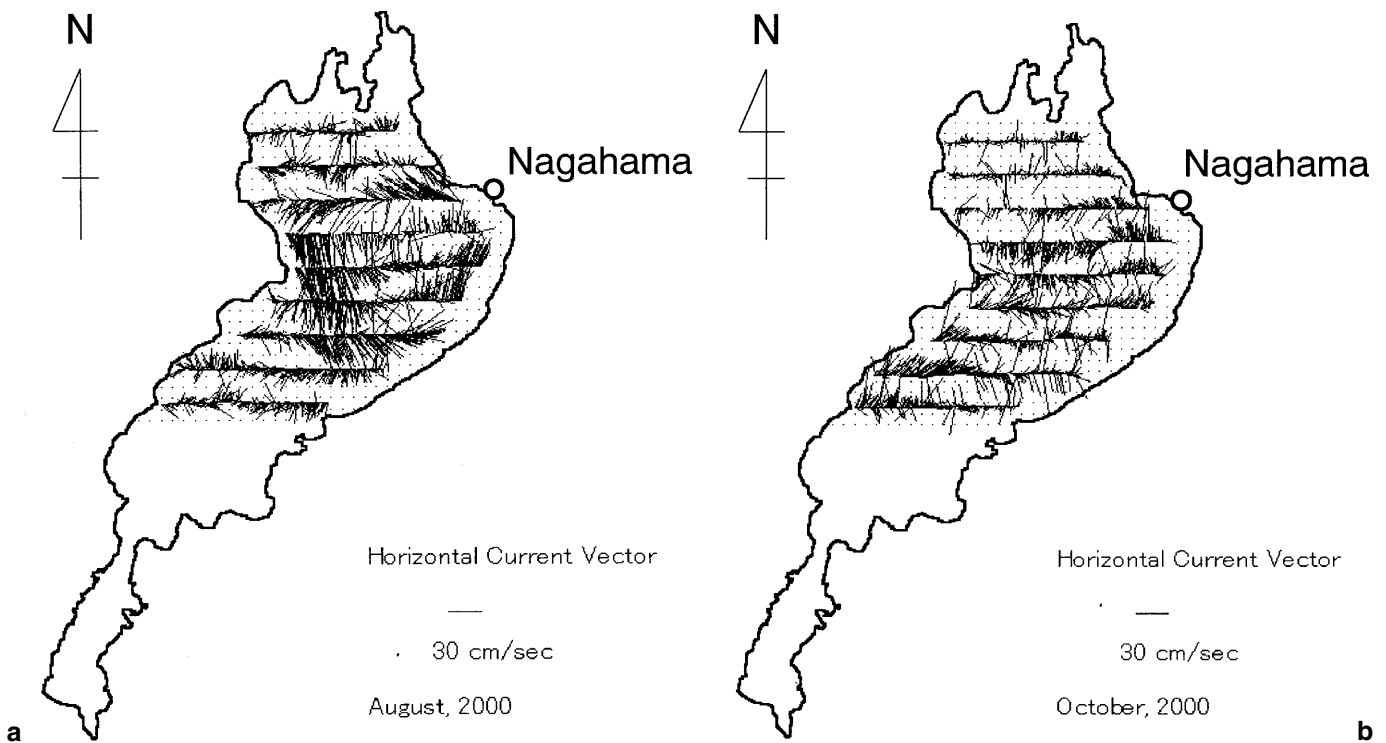 N
Nagahama
Horizontal Current Vector
30 cm/sec
August, 2000
a
N
Nagahama
Horizontal Current Vector
30 cm/sec
October, 2000
b